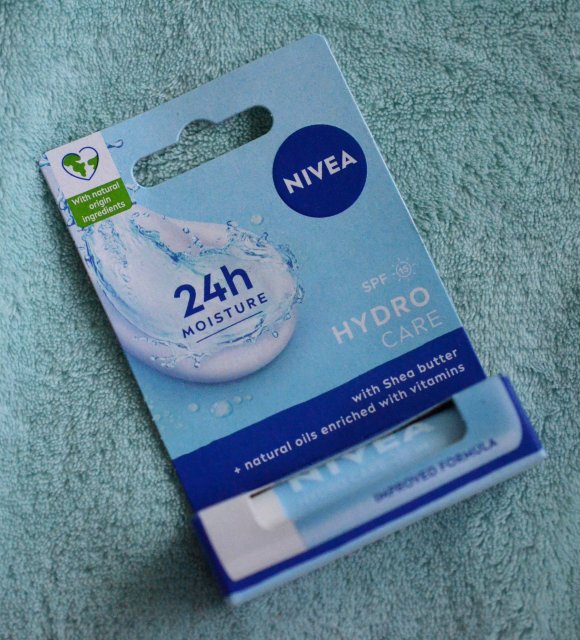 With natural
origin
ingredients
NIVEA
24h
MOISTURE
SPF 15
HYDRO
CARE
with Shea butter
+ natural oils enriched with vitamins
NIVEA
IMPROVED FORMULA